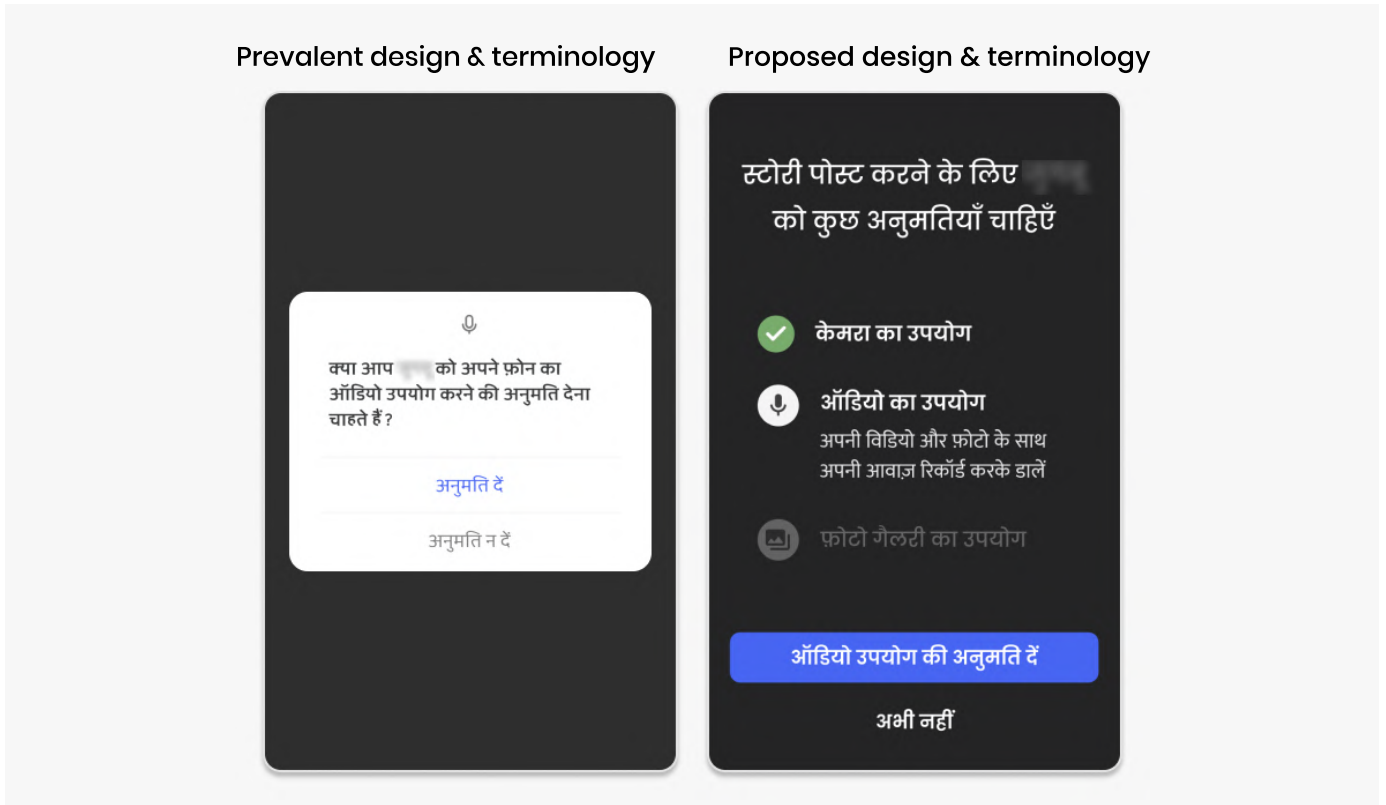 Prevalent design & terminology
क्या आप को अपने फ़ोन का
ऑडियो उपयोग करने की अनुमति देना
चाहते हैं ?
अनुमति दें
अनुमति न दें
Proposed design & terminology
स्टोरी पोस्ट करने के लिए
को कुछ अनुमतियाँ चाहिएँ
केमरा का उपयोग
ऑडियो का उपयोग
अपनी विडियो और फ़ोटो के साथ
अपनी आवाज़ रिकॉर्ड करके डालें
फ़ोटो गैलरी का उपयोग
ऑडियो उपयोग की अनुमति दें
अभी नहीं